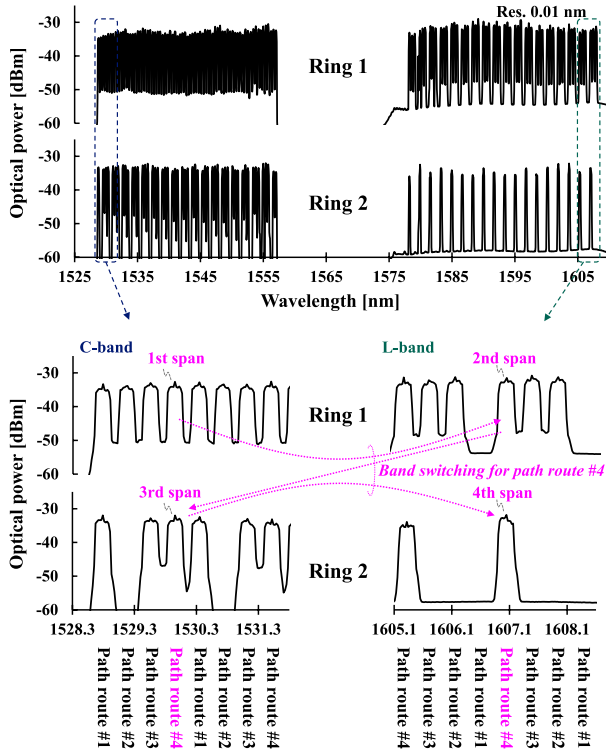 Res. 0.01 nm
Optical power [dBm]
-30
-40
-50
-60
Ring 1
-30
-40
-50
-60
Ring 2
1525
1535
1545
1555
1565
1575
1585
1595
1605
Wavelength [nm]
C-band
L-band
1st span
2nd span
Optical power [dBm]
-30
-40
-50
-60
Ring 1
Band switching for path route #4
3rd span
4th span
-30
-40
-50
-60
Ring 2
1528.3
1529.3
1530.3
1531.3
1605.1
1606.1
1607.1
1608.1
Path route #1
Path route #2
Path route #3
Path route #4
Path route #1
Path route #2
Path route #3
Path route #4
Path route #4
Path route #2
Path route #3
Path route #1
Path route #4
Path route #2
Path route #3
Path route #1